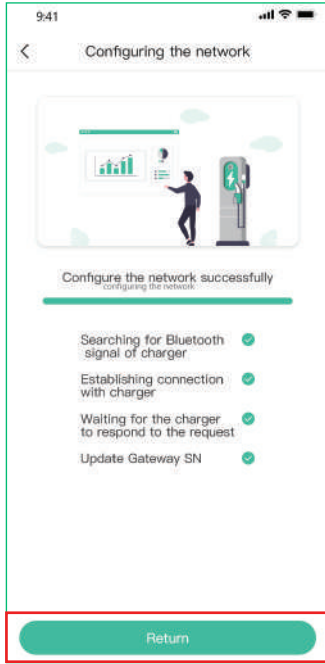 9:41
Configuring the network
Configure the network successfully
configuring the network
Searching for Bluetooth
signal of charger
Establishing connection
with charger
Waiting for the charger
to respond to the request
Update Gateway SN
Return